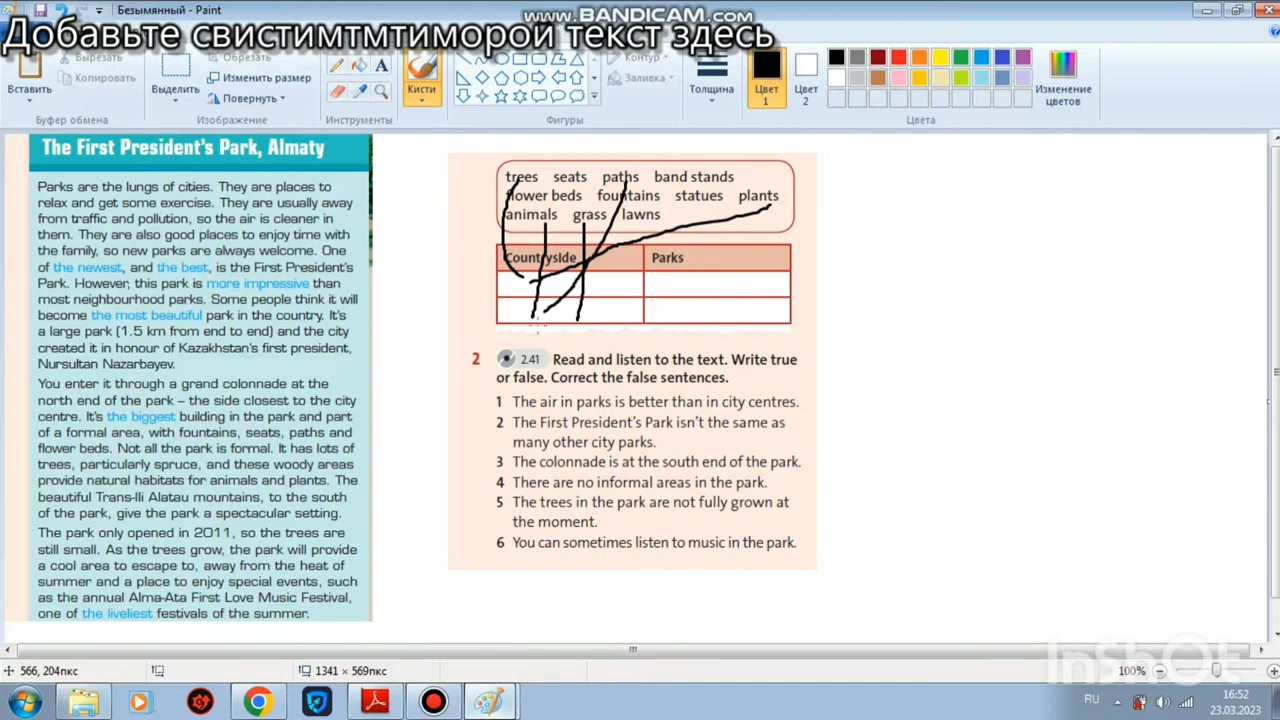 Безымянный - Paint
www.BANDICAM.com
Добавьте свистимтмтиморой текст здесь
Вставить
Вырезать
Копировать
Буфер обмена
Выделить
Обрезать
Изменить размер
Повернуть
Изображение
Инструменты
Кисти
Контур
Заливка
Фигуры
Толщина
Цвет 1
Цвет 2
Изменение цветов
Цвета
The First President's Park, Almaty
Parks are the lungs of cities. They are places to
relax and get some exercise. They are usually away
from traffic and pollution, so the air is cleaner in
them. They are also good places to enjoy time with
the family, so new parks are always welcome. One
of the newest, and the best, is the First President's
Park. However, this park is more impressive than
most neighbourhood parks. Some people think it will
become the most beautiful park in the country. It's
a large park (1.5 km from end to end) and the city
created it in honour of Kazakhstan's first president,
Nursultan Nazarbayev.
You enter it through a grand colonnade at the
north end of the park – the side closest to the city
centre. It's the biggest building in the park and part
of a formal area, with fountains, seats, paths and
flower beds. Not all the park is formal. It has lots of
trees, particularly spruce, and these woody areas
provide natural habitats for animals and plants. The
beautiful Trans-Ili Alatau mountains, to the south
of the park, give the park a spectacular setting.
The park only opened in 2011, so the trees are
still small. As the trees grow, the park will provide
a cool area to escape to, away from the heat of
summer and a place to enjoy special events, such
as the annual Alma-Ata First Love Music Festival,
one of the liveliest festivals of the summer.
trees seats paths band stands
flower beds fountains statues plants
animals grass lawns
Countryside Parks
2 2.41 Read and listen to the text. Write true
or false. Correct the false sentences.
1 The air in parks is better than in city centres.
2 The First President's Park isn't the same as
many other city parks.
3 The colonnade is at the south end of the park.
4 There are no informal areas in the park.
5 The trees in the park are not fully grown at
the moment.
6 You can sometimes listen to music in the park.
InShOt
566, 204пкс
1341 × 569пкс
100%
RU
16:52
23.03.2023